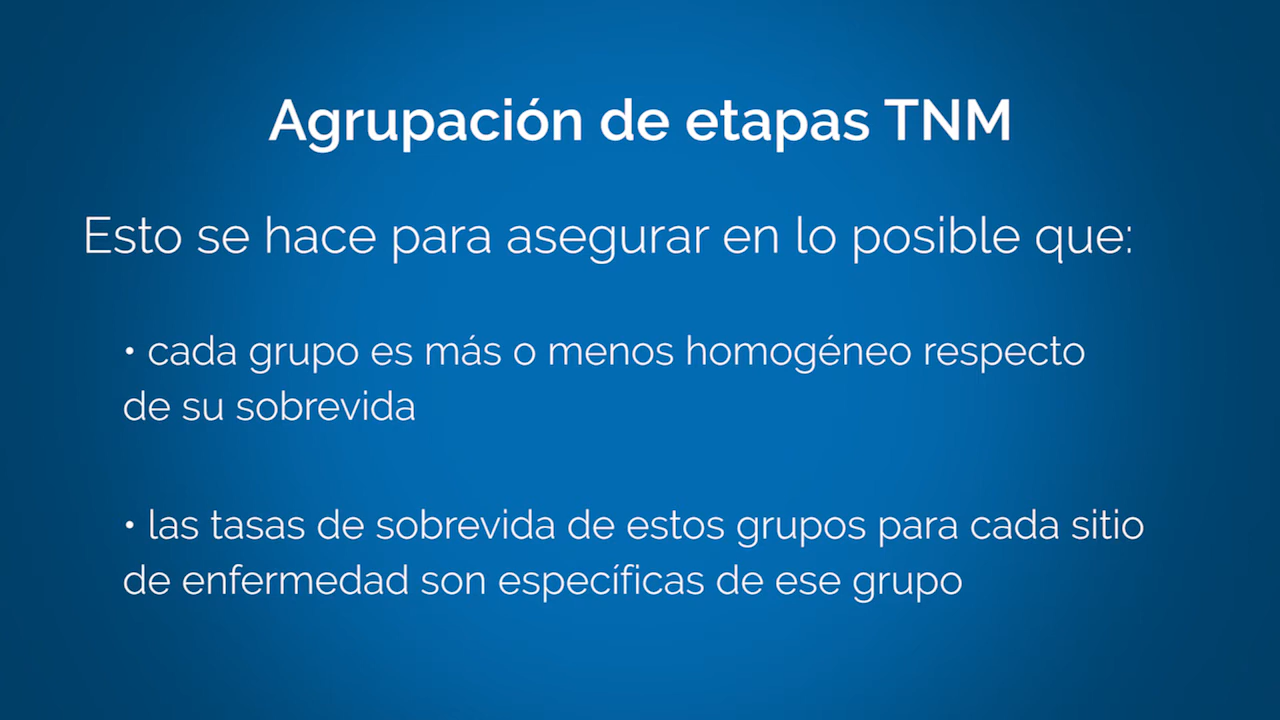 Agrupación de etapas TNM
Esto se hace para asegurar en lo posible que:
• cada grupo es más o menos homogéneo respecto
de su sobrevida
• las tasas de sobrevida de estos grupos para cada sitio
de enfermedad son específicas de ese grupo